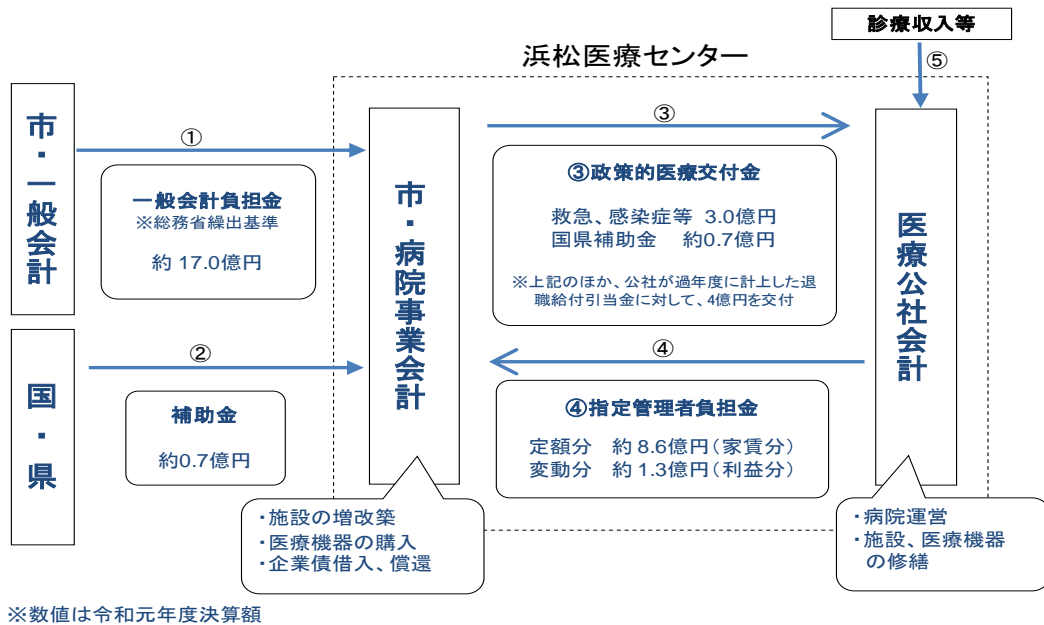 診療収入等
⑤
浜松医療センター
市・一般会計
①
一般会計負担金
※総務省繰出基準
約 17.0億円
国・県
②
補助金
約0.7億円
市・病院事業会計
・施設の増改築
・医療機器の購入
・企業債借入、償還
③
③政策的医療交付金
救急、感染症等 3.0億円
国県補助金 約0.7億円
※上記のほか、公社が過年度に計上した退
職給付引当金に対して、4億円を交付
④
④指定管理者負担金
定額分 約 8.6億円(家賃分)
変動分 約 1.3億円(利益分)
医療公社会計
・病院運営
・施設、医療機器
の修繕
※数値は令和元年度決算額